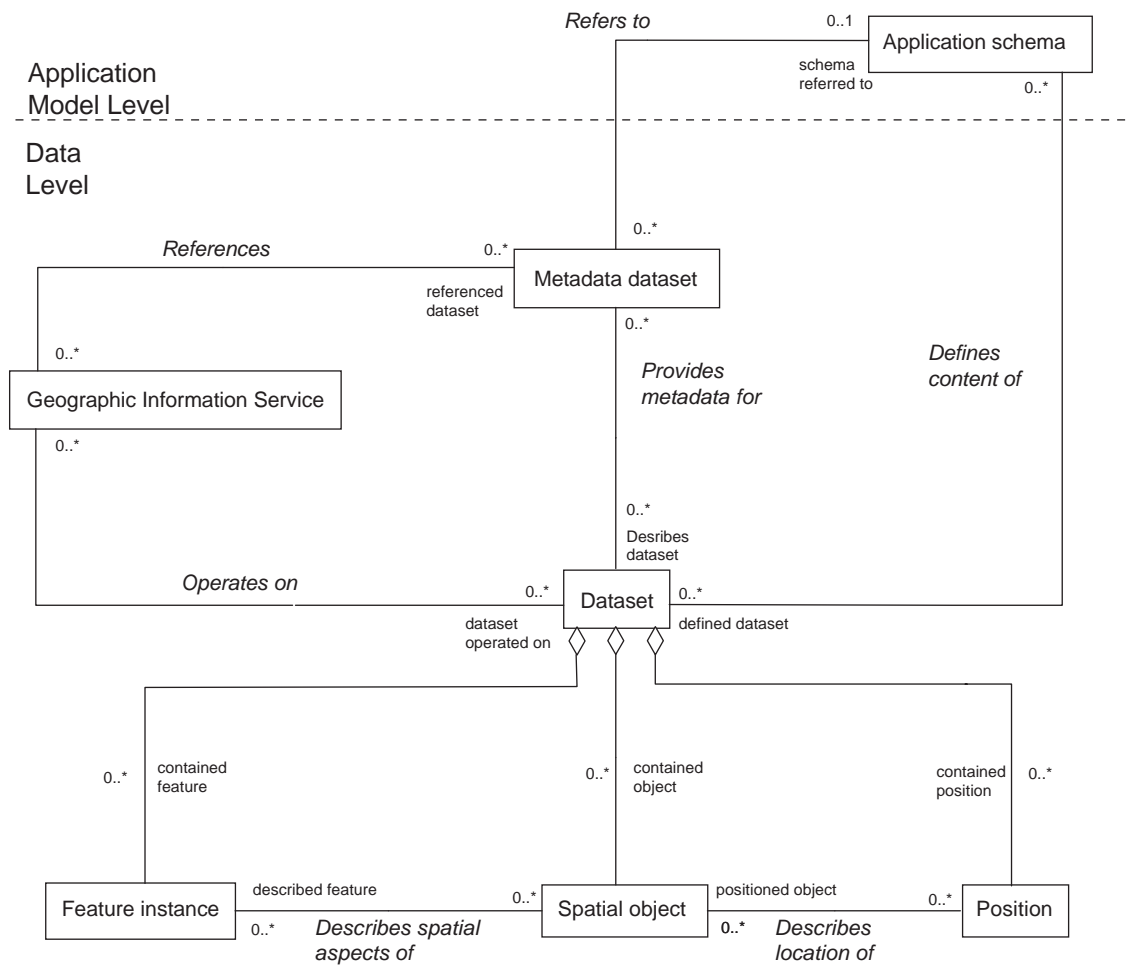 Refers to
0..1
Application schema
schema
referred to
0..*
Application
Model Level
Data
Level
References
0..*
0..*
Metadata dataset
referenced
dataset
0..*
0..*
Provides
metadata for
Defines
content of
Geographic Information Service
0..*
0..*
Desribes
dataset
Operates on
0..*
Dataset
0..*
dataset
operated on
defined dataset
0..*
contained
feature
0..*
contained
object
contained
position
0..*
Feature instance
described feature
0..*
0..*
Describes spatial
aspects of
Spatial object
positioned object
0..*
0..*
Describes
location of
Position